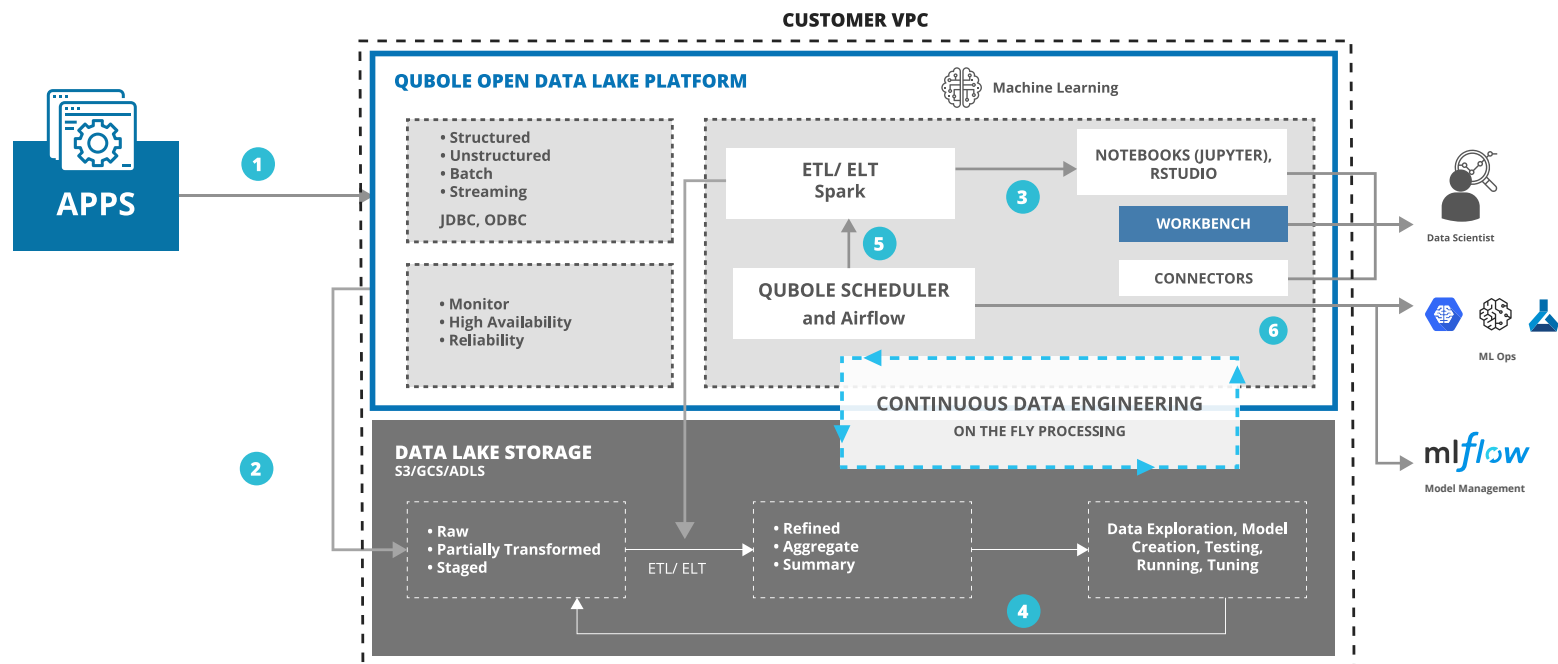 CUSTOMER VPC
QUBOLE OPEN DATA LAKE PLATFORM
Machine Learning
APPS
1
• Structured
• Unstructured
• Batch
• Streaming
JDBC, ODBC
• Monitor
• High Availability
• Reliability
ETL/ ELT
Spark
3
NOTEBOOKS (JUPYTER),
RSTUDIO
WORKBENCH
CONNECTORS
5
QUBOLE SCHEDULER
and Airflow
6
Data Scientist
ML Ops
CONTINUOUS DATA ENGINEERING
ON THE FLY PROCESSING
mlflow
Model Management
2
DATA LAKE STORAGE
S3/GCS/ADLS
• Raw
• Partially Transformed
• Staged
ETL/ ELT
• Refined
• Aggregate
• Summary
Data Exploration, Model
Creation, Testing,
Running, Tuning
4